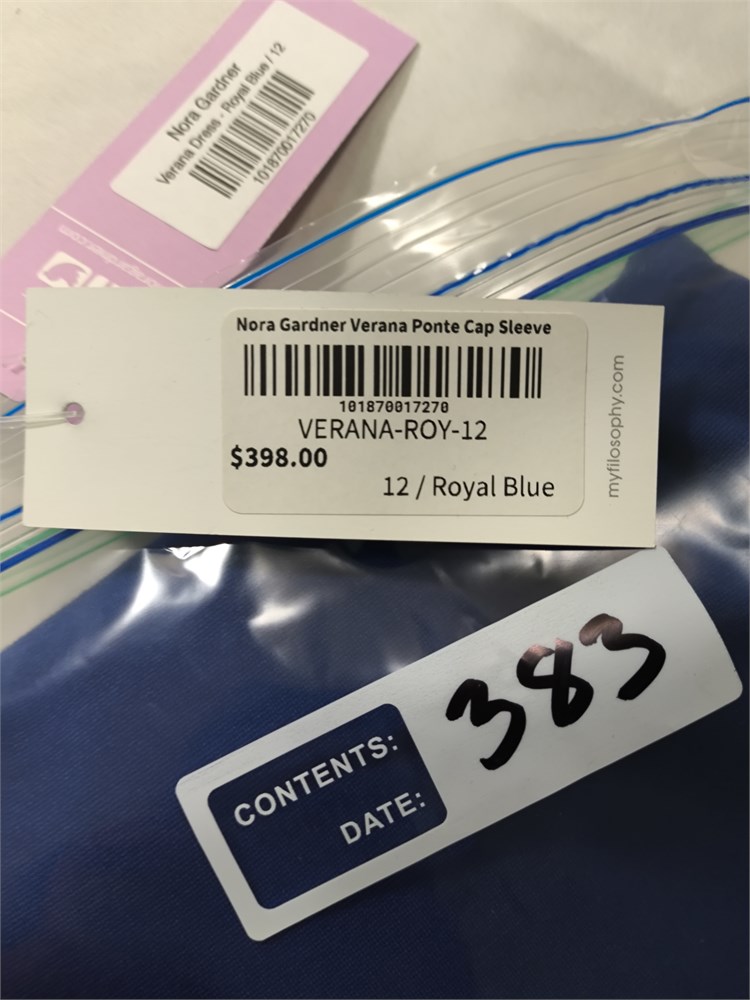 Nora Gardner
Verana Dress - Royal Blue / 12
101870017270
Nora Gardner Verana Ponte Cap Sleeve
101870017270
VERANA-ROY-12
$398.00
12 / Royal Blue
myfilosophy.com
383
CONTENTS:
DATE: